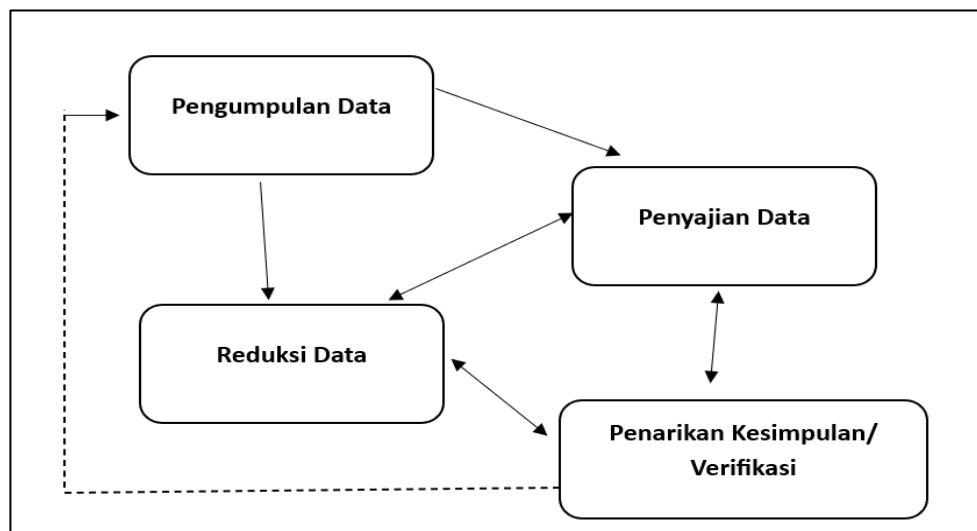 Pengumpulan Data
Penyajian Data
Reduksi Data
Penarikan Kesimpulan/
Verifikasi